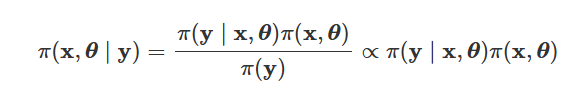 π(x, θ | y) = π(y | x, θ)π(x, θ) / π(y) ∝ π(y | x, θ)π(x, θ)